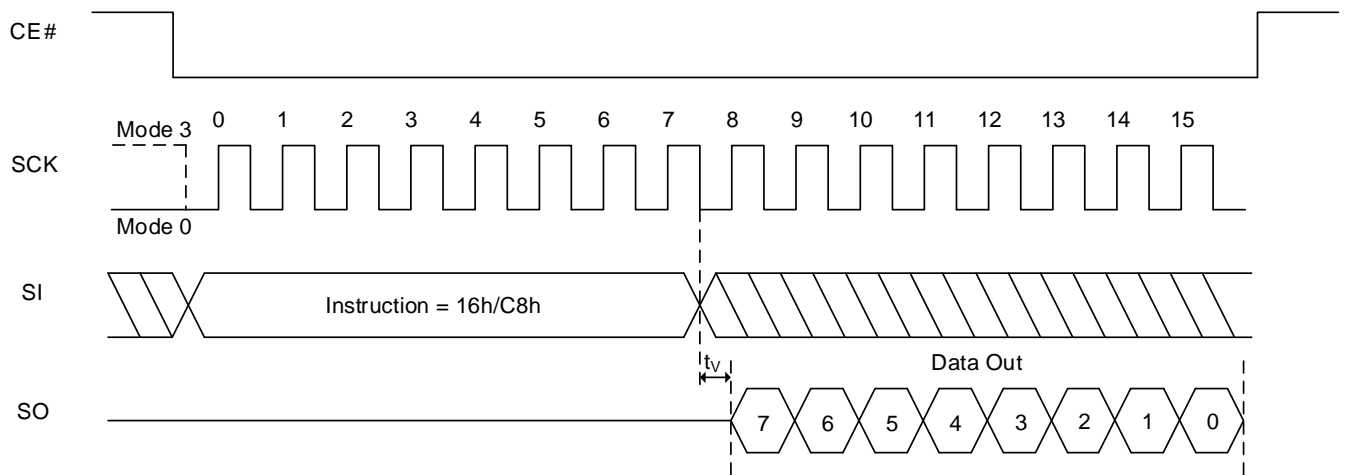 CE#
Mode 3 0 1 2 3 4 5 6 7 8 9 10 11 12 13 14 15
SCK
Mode 0
SI
Instruction = 16h/C8h
tV Data Out
SO
7 6 5 4 3 2 1 0